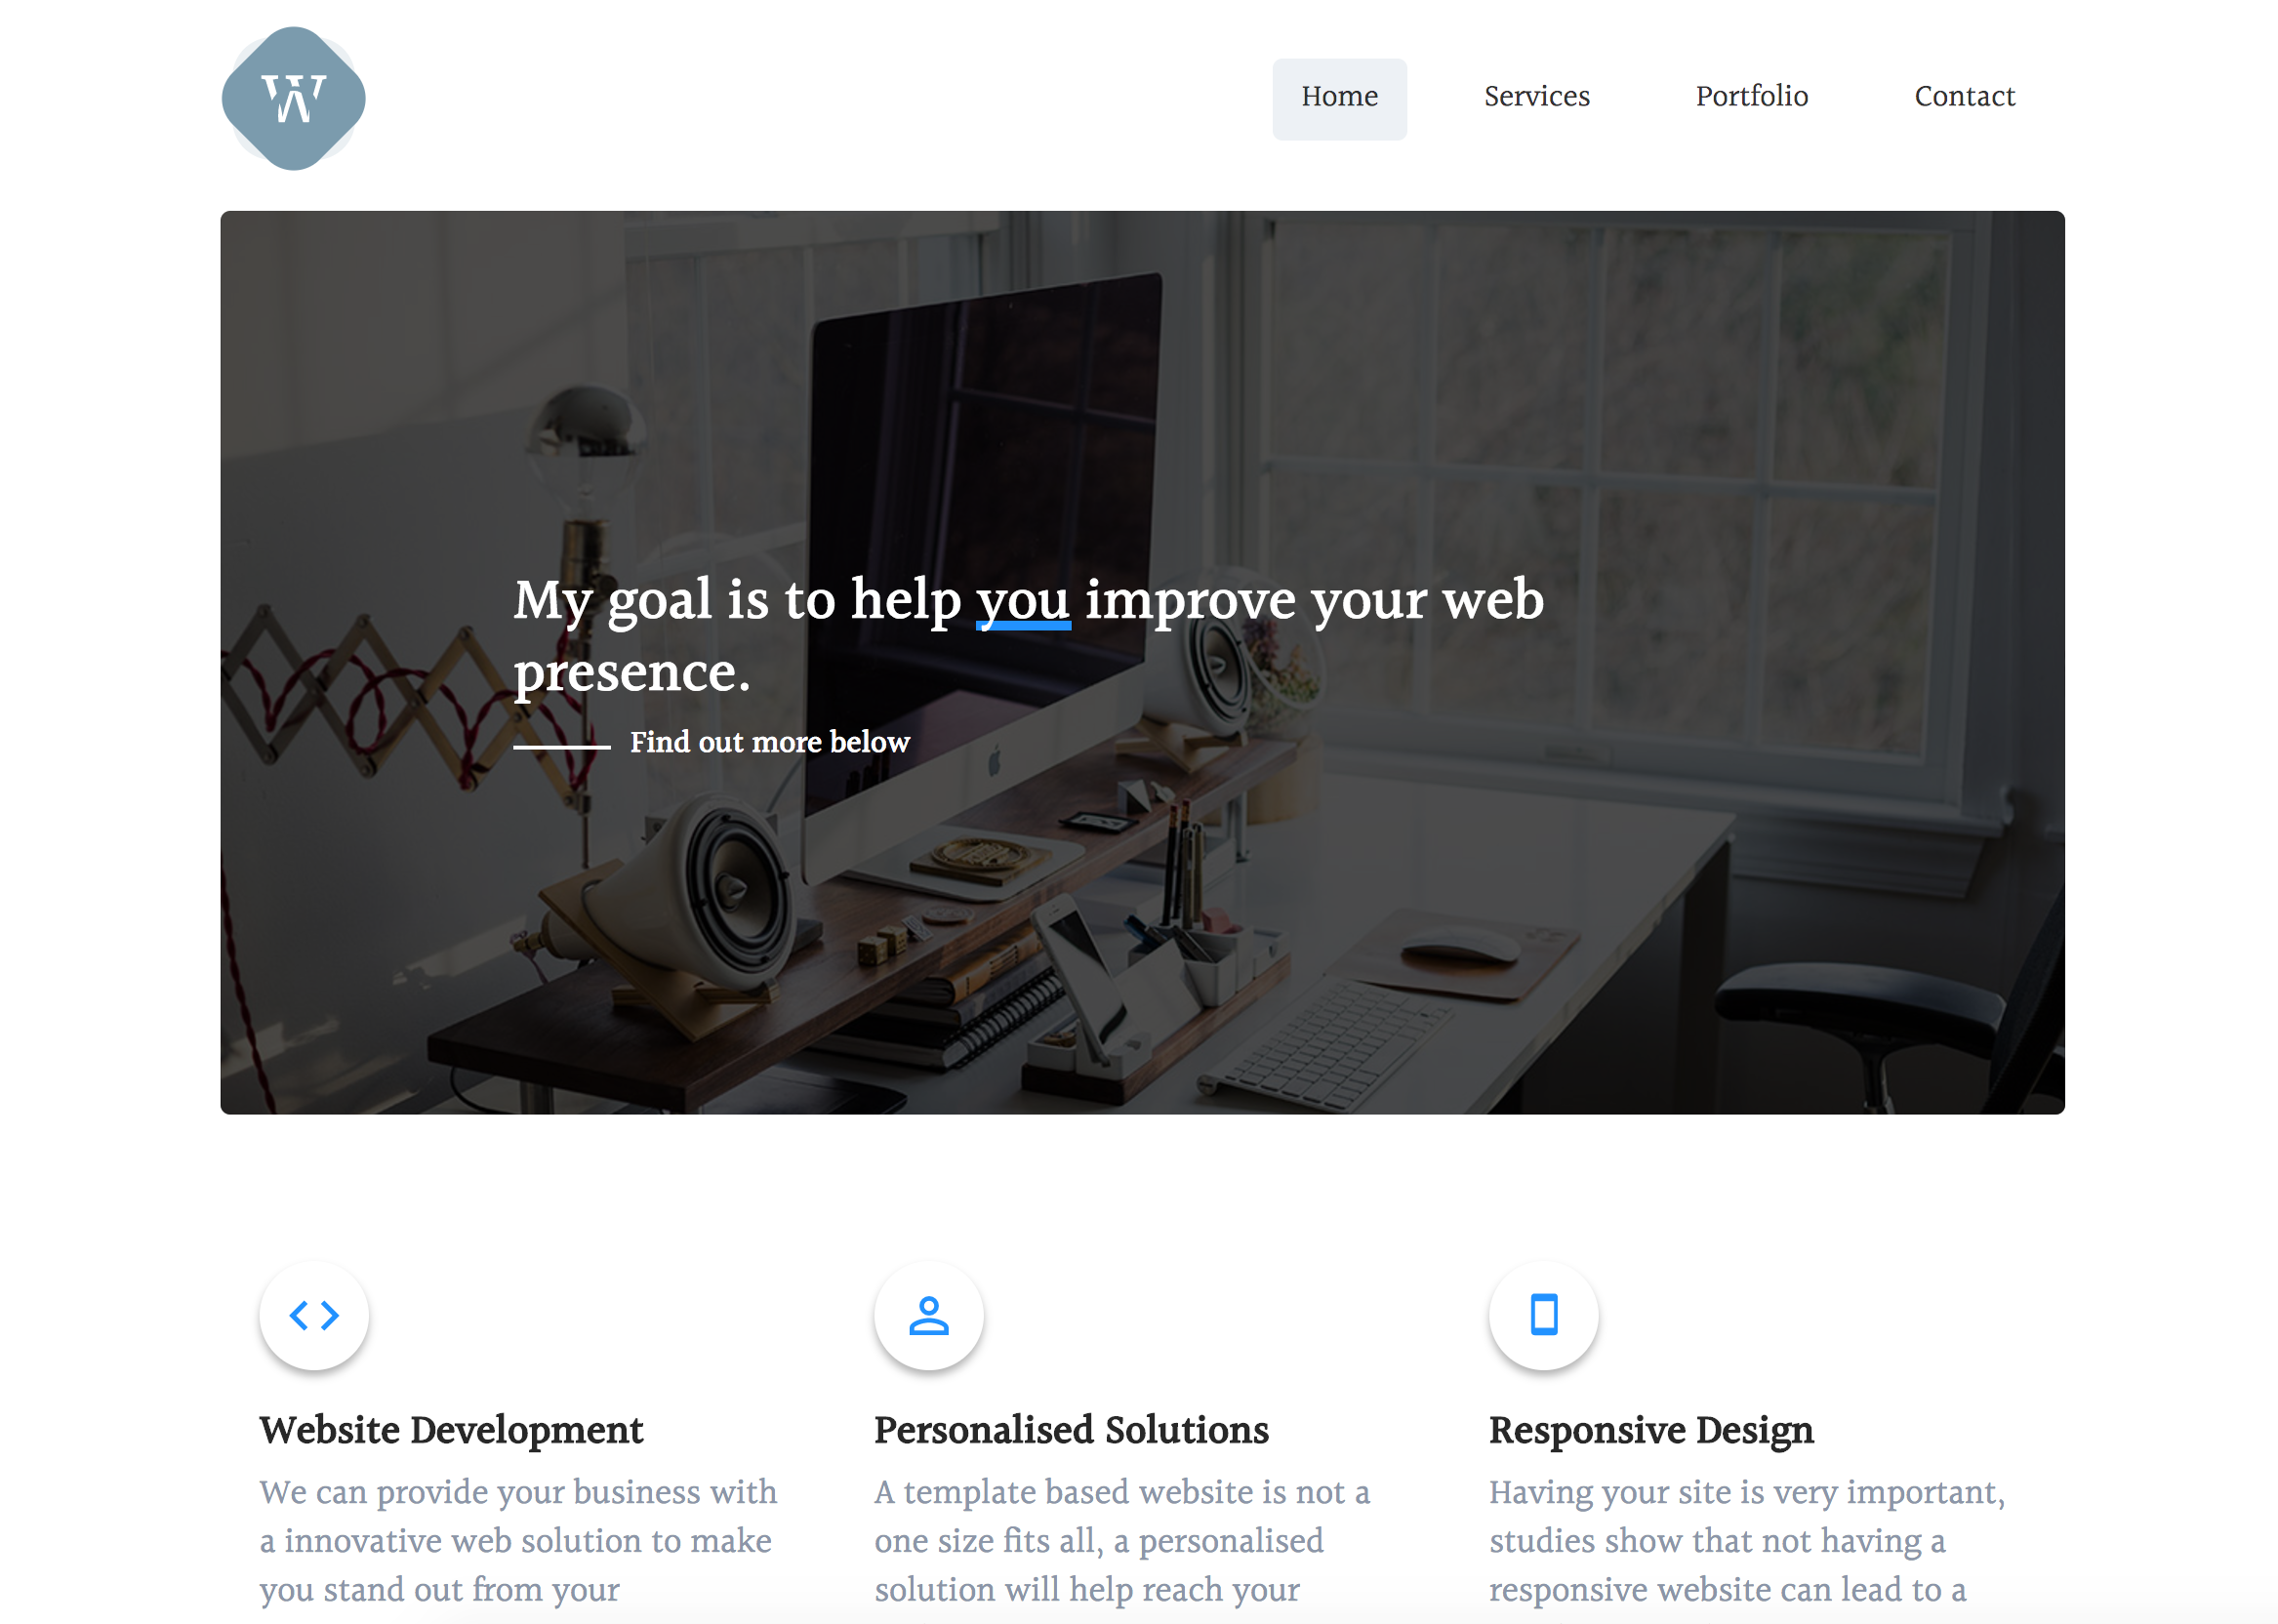 W
Home Services Portfolio Contact
My goal is to help you improve your web
presence.
Find out more below
Website Development
We can provide your business with
a innovative web solution to make
you stand out from your
Personalised Solutions
A template based website is not a
one size fits all, a personalised
solution will help reach your
Responsive Design
Having your site is very important,
studies show that not having a
responsive website can lead to a